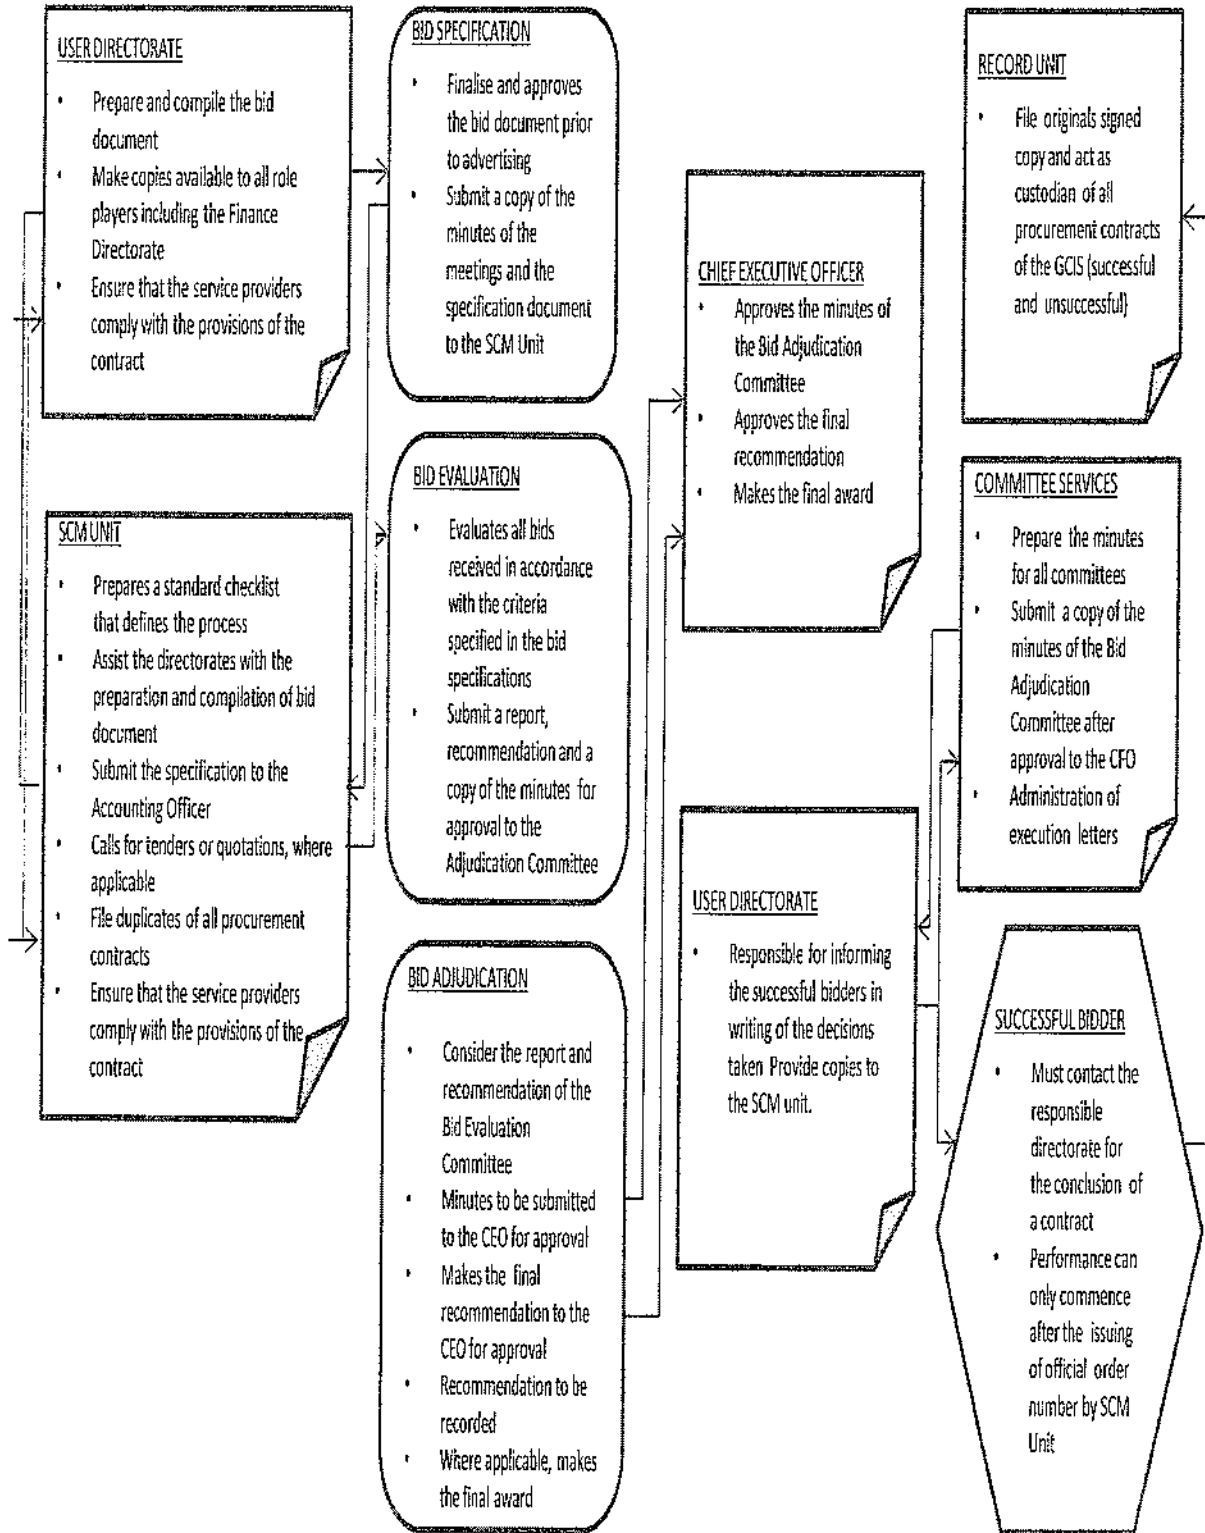 USER DIRECTORATE
• Prepare and compile the bid
document
• Make copies available to all role
players including the Finance
Directorate
• Ensure that the service providers
comply with the provisions of the
contract
SCM UNIT
• Prepares a standard checklist
that defines the process
• Assist the directorates with the
preparation and compilation of bid
document
• Submit the specification to the
Accounting Officer
• Calls for tenders or quotations, where
applicable
• File duplicates of all procurement
contracts
• Ensure that the service providers
comply with the provisions of the
contract
BID SPECIFICATION
• Finalise and approves
the bid document prior
to advertising
• Submit a copy of the
minutes of the
meetings and the
specification document
to the SCM Unit
BID EVALUATION
• Evaluates all bids
received in accordance
with the criteria
specified in the bid
specifications
• Submit a report,
recommendation and a
copy of the minutes for
approval to the
Adjudication Committee
BID ADJUDICATION
• Consider the report and
recommendation of the
Bid Evaluation
Committee
• Minutes to be submitted
to the CEO for approval
• Makes the final
recommendation to the
CEO for approval
• Recommendation to be
recorded
• Where applicable, makes
the final award
CHIEF EXECUTIVE OFFICER
• Approves the minutes of
the Bid Adjudication
Committee
• Approves the final
recommendation
• Makes the final award
USER DIRECTORATE
• Responsible for informing
the successful bidders in
writing of the decisions
taken Provide copies to
the SCM unit.
RECORD UNIT
• File originals signed
copy and act as
custodian of all
procurement contracts
of the GCIS (successful
and unsuccessful)
COMMITTEE SERVICES
• Prepare the minutes
for all committees
• Submit a copy of the
minutes of the Bid
Adjudication
Committee after
approval to the CFO
• Administration of
execution letters
SUCCESSFUL BIDDER
• Must contact the
responsible
directorate for
the conclusion of
a contract
• Performance can
only commence
after the issuing
of official order
number by SCM
Unit